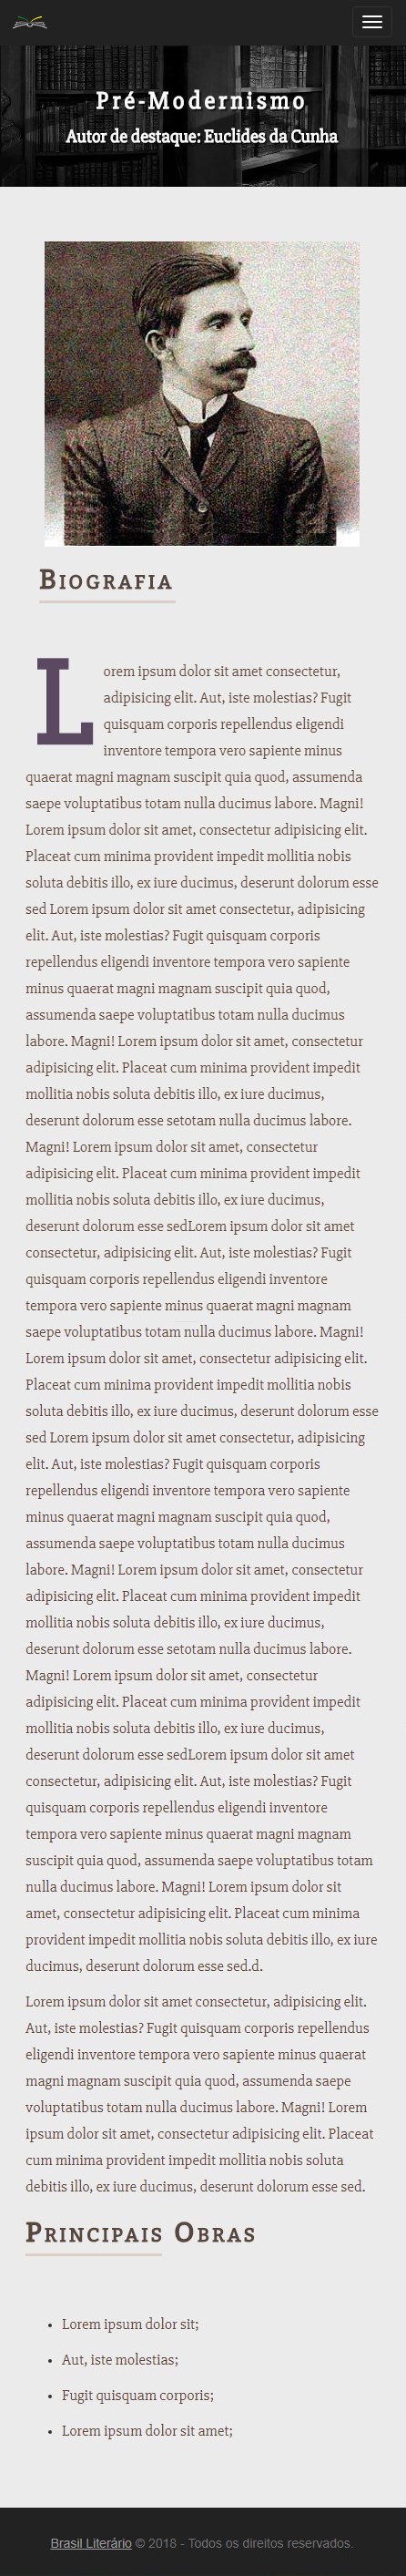 Pré-Modernismo
Autor de destaque: Euclides da Cunha
Biografia
Lorem ipsum dolor sit amet consectetur,
adipisicing elit. Aut, iste molestias? Fugit
quisquam corporis repellendus eligendi
inventore tempora vero sapiente minus
quaerat magni magnam suscipit quia quod, assumenda
saepe voluptatibus totam nulla ducimus labore. Magni!
Lorem ipsum dolor sit amet, consectetur adipisicing elit.
Placeat cum minima provident impedit mollitia nobis
soluta debitis illo, ex iure ducimus, deserunt dolorum esse
sed Lorem ipsum dolor sit amet consectetur, adipisicing
elit. Aut, iste molestias? Fugit quisquam corporis
repellendus eligendi inventore tempora vero sapiente
minus quaerat magni magnam suscipit quia quod,
assumenda saepe voluptatibus totam nulla ducimus
labore. Magni! Lorem ipsum dolor sit amet, consectetur
adipisicing elit. Placeat cum minima provident impedit
mollitia nobis soluta debitis illo, ex iure ducimus,
deserunt dolorum esse setotam nulla ducimus labore.
Magni! Lorem ipsum dolor sit amet, consectetur
adipisicing elit. Placeat cum minima provident impedit
mollitia nobis soluta debitis illo, ex iure ducimus,
deserunt dolorum esse sedLorem ipsum dolor sit amet
consectetur, adipisicing elit. Aut, iste molestias? Fugit
quisquam corporis repellendus eligendi inventore
tempora vero sapiente minus quaerat magni magnam
saepe voluptatibus totam nulla ducimus labore. Magni!
Lorem ipsum dolor sit amet, consectetur adipisicing elit.
Placeat cum minima provident impedit mollitia nobis
soluta debitis illo, ex iure ducimus, deserunt dolorum esse
sed Lorem ipsum dolor sit amet consectetur, adipisicing
elit. Aut, iste molestias? Fugit quisquam corporis
repellendus eligendi inventore tempora vero sapiente
minus quaerat magni magnam suscipit quia quod,
assumenda saepe voluptatibus totam nulla ducimus
labore. Magni! Lorem ipsum dolor sit amet, consectetur
adipisicing elit. Placeat cum minima provident impedit
mollitia nobis soluta debitis illo, ex iure ducimus,
deserunt dolorum esse setotam nulla ducimus labore.
Magni! Lorem ipsum dolor sit amet, consectetur
adipisicing elit. Placeat cum minima provident impedit
mollitia nobis soluta debitis illo, ex iure ducimus,
deserunt dolorum esse sedLorem ipsum dolor sit amet
consectetur, adipisicing elit. Aut, iste molestias? Fugit
quisquam corporis repellendus eligendi inventore
tempora vero sapiente minus quaerat magni magnam
suscipit quia quod, assumenda saepe voluptatibus totam
nulla ducimus labore. Magni! Lorem ipsum dolor sit
amet, consectetur adipisicing elit. Placeat cum minima
provident impedit mollitia nobis soluta debitis illo, ex iure
ducimus, deserunt dolorum esse sed.d.
Lorem ipsum dolor sit amet consectetur, adipisicing elit.
Aut, iste molestias? Fugit quisquam corporis repellendus
eligendi inventore tempora vero sapiente minus quaerat
magni magnam suscipit quia quod, assumenda saepe
voluptatibus totam nulla ducimus labore. Magni! Lorem
ipsum dolor sit amet, consectetur adipisicing elit. Placeat
cum minima provident impedit mollitia nobis soluta
debitis illo, ex iure ducimus, deserunt dolorum esse sed.
Principais Obras
• Lorem ipsum dolor sit;
• Aut, iste molestias;
• Fugit quisquam corporis;
• Lorem ipsum dolor sit amet;
Brasil Literário © 2018 - Todos os direitos reservados.